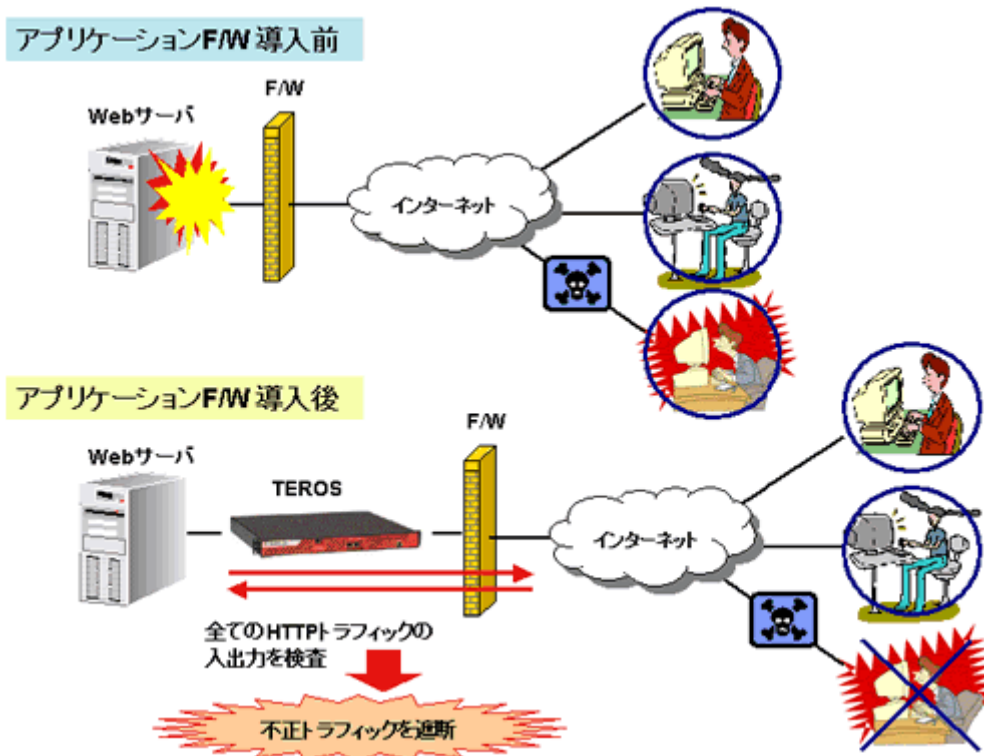 アプリケーションF/W 導入前
F/W
Webサーバ
インターネット
アプリケーションF/W 導入後
F/W
Webサーバ
TEROS
インターネット
全てのHTTPトラフィックの
入出力を検査
不正トラフィックを遮断